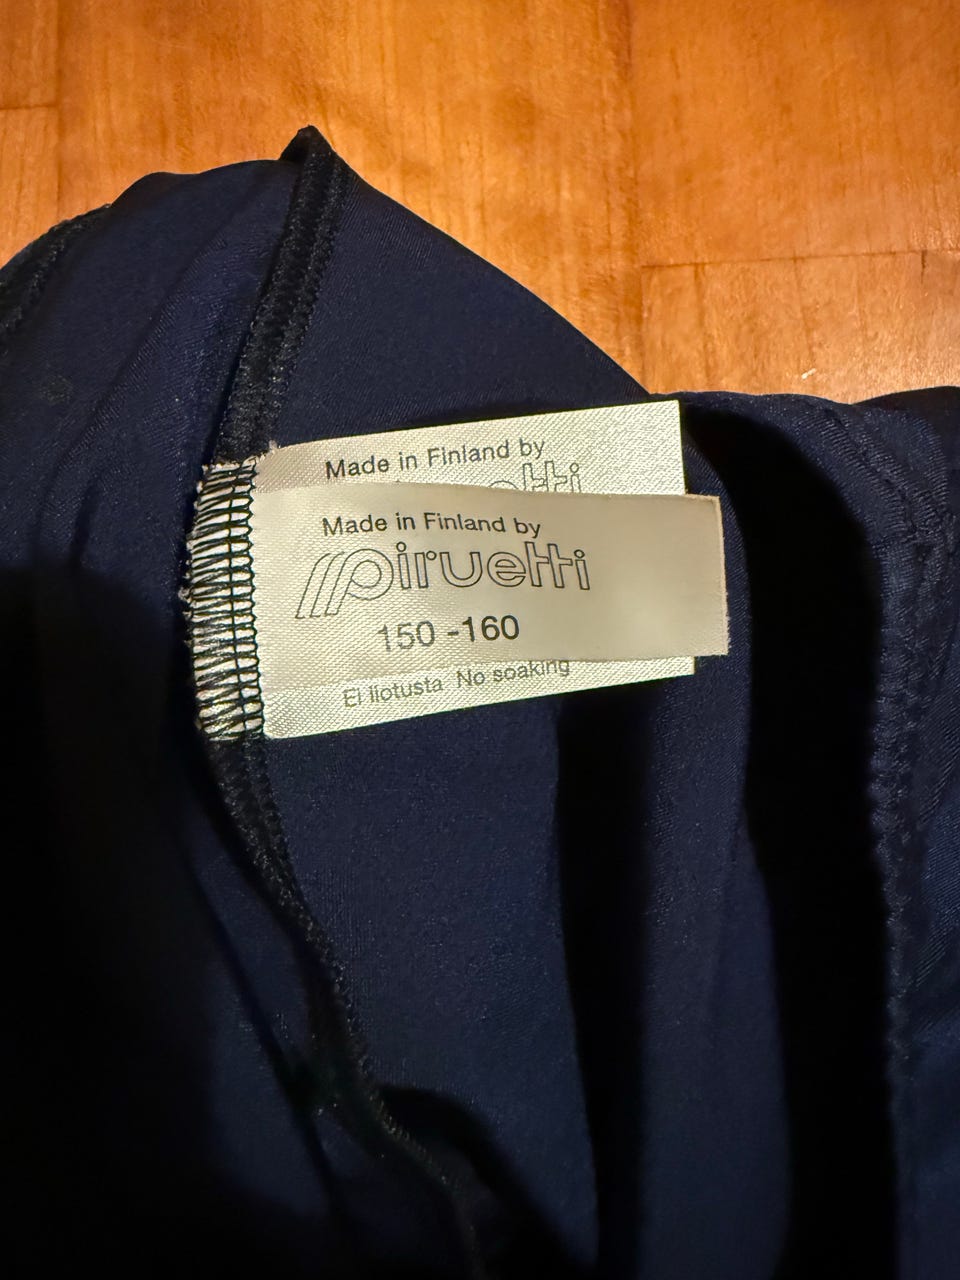 Made in Finland by
Made in Finland by
piruetti
150 - 160
Ei liotusta No soaking